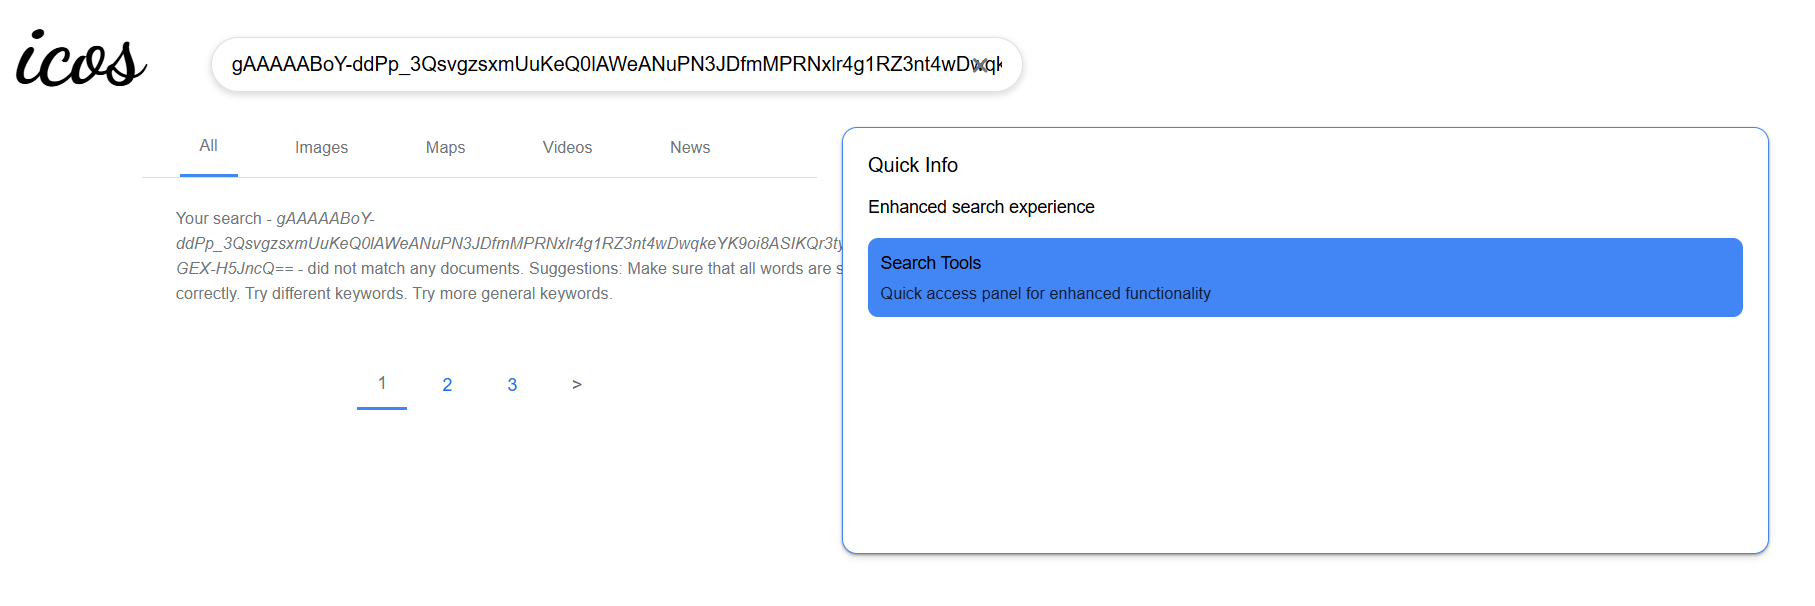 icos
gAAAAABoY-ddPp_3QsvgzsxmUuKeQ0lAWeANuPN3JDfmMPRNxlr4g1RZ3nt4wDwqk
All
Images
Maps
Videos
News
Your search - gAAAAABoY-
ddPp_3QsvgzsxmUuKeQ0lAWeANuPN3JDfmMPRNxlr4g1RZ3nt4wDwqkeYK9oi8ASIKQr3ty
GEX-H5JncQ== - did not match any documents. Suggestions: Make sure that all words are s
correctly. Try different keywords. Try more general keywords.
1
2
3
>
Quick Info
Enhanced search experience
Search Tools
Quick access panel for enhanced functionality